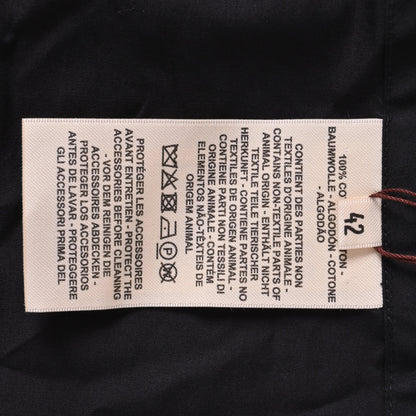 100% CO TON -
BAUMWOLLE - ALGODÓN - COTONE
- ALGODÃO
42
CONTIENT DES PARTIES NON
TEXTILES D'ORIGINE ANIMALE -
CONTAINS NON-TEXTILE PARTS OF
ANIMAL ORIGIN - ENTHÄLT NICHT
TEXTILE TEILE TIERISCHER
HERKUNFT - CONTIENE PARTES NO
TEXTILES DE ORIGEN ANIMAL -
CONTIENE PARTI NON TESSILI DI
ORIGINE ANIMALE - CONTÉM
ELEMENTOS NÃO-TÊXTEIS DE
ORIGEM ANIMAL
P
PROTÉGER LES ACCESSOIRES
AVANT ENTRETIEN - PROTECT THE
ACCESSORIES BEFORE CLEANING
- VOR DEM REINIGEN DIE
ACCESSOIRES ABDECKEN -
PROTEGER LOS ACCESORIOS
ANTES DE LAVAR - PROTEGGERE
GLI ACCESSORI PRIMA DEL